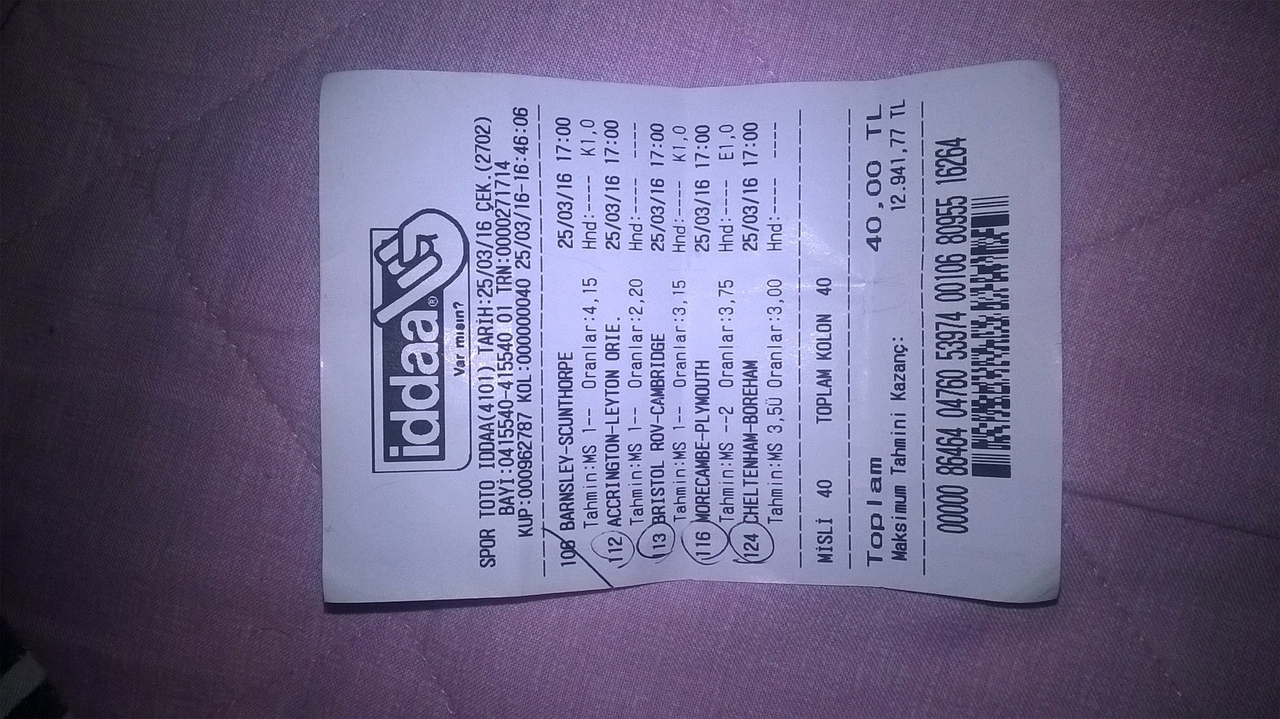 iddaa®
Var mısın?
SPOR TOTO IDDAA(4101) TARİH:25/03/16 ÇEK.(2702)
BAYİ:0415540-415540 01 TRN:0000271714
KUP:000962787 KOL:000000040 25/03/16-16:46:06
BARNSLEY-SCUNTHORPE 25/03/16 17:00
Tahmin:MS 1-- Oranlar:4,15 Hnd:---- K1,0
112 ACCRINGTON-LEYTON ORIE. 25/03/16 17:00
Tahmin:MS 1-- Oranlar:2,20 Hnd:---- ----
113 BRISTOL ROV-CAMBRIDGE 25/03/16 17:00
Tahmin:MS 1-- Oranlar:3,15 Hnd:---- K1,0
116 MORECAMBE-PLYMOUTH 25/03/16 17:00
Tahmin:MS --2 Oranlar:3,75 Hnd:---- E1,0
124 CHELTENHAM-BOREHAM 25/03/16 17:00
Tahmin:MS 3,5Ü Oranlar:3,00 Hnd:---- ----
MİSLİ 40 TOPLAM KOLON 40
Toplam 40,00 TL
Maksimum Tahmini Kazanç: 12.941,77 TL
00000 86464 04760 53974 00106 80955 16264